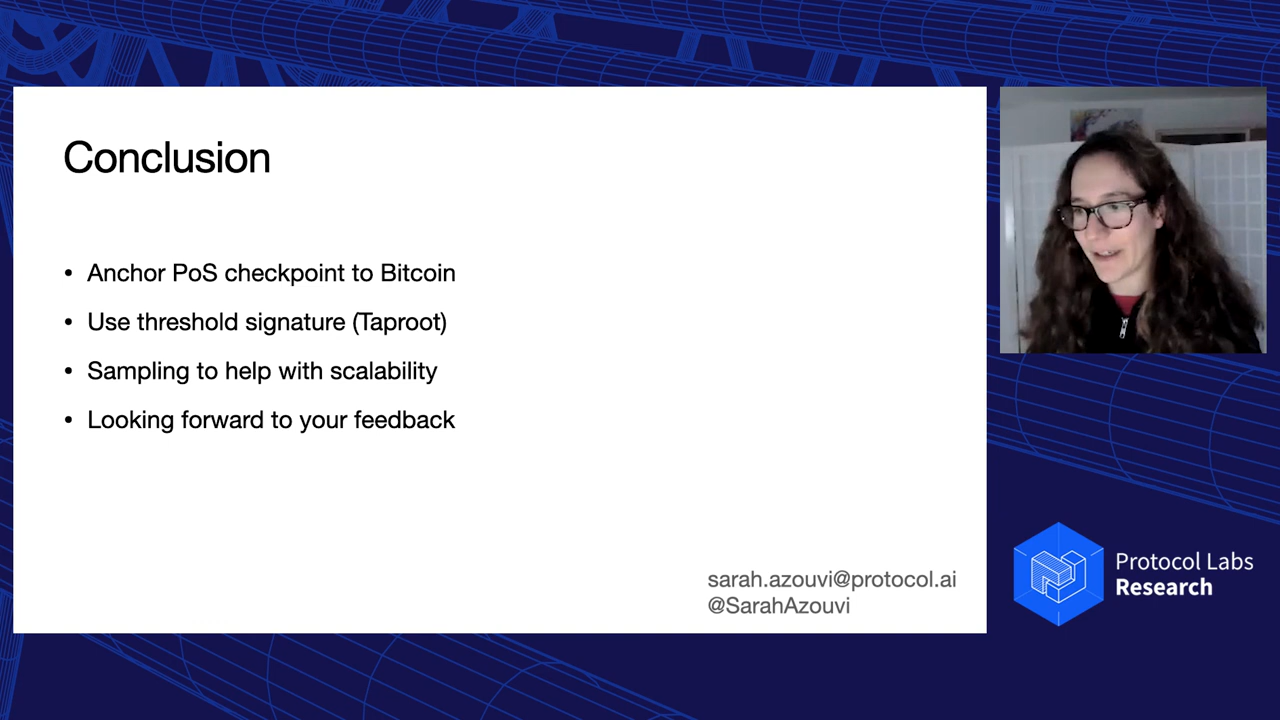 Conclusion
• Anchor PoS checkpoint to Bitcoin
• Use threshold signature (Taproot)
• Sampling to help with scalability
• Looking forward to your feedback
sarah.azouvi@protocol.ai
@SarahAzouvi
Protocol Labs
Research